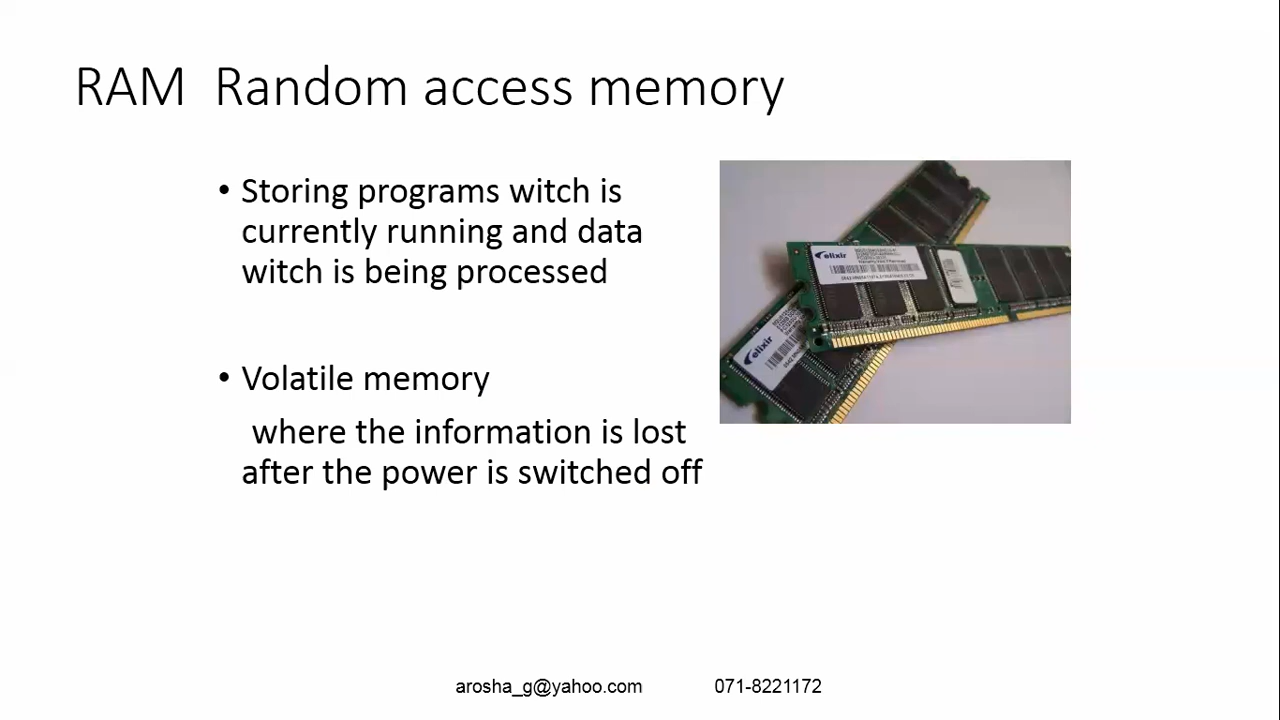 RAM  Random access memory
• Storing programs witch is
currently running and data
witch is being processed
• Volatile memory
where the information is lost
after the power is switched off
elixir
elixir
arosha_g@yahoo.com
071-8221172